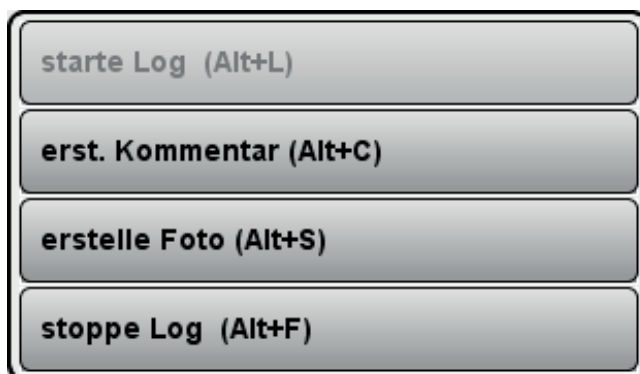 starte Log  (Alt+L)
erst. Kommentar (Alt+C)
erstelle Foto (Alt+S)
stoppe Log  (Alt+F)